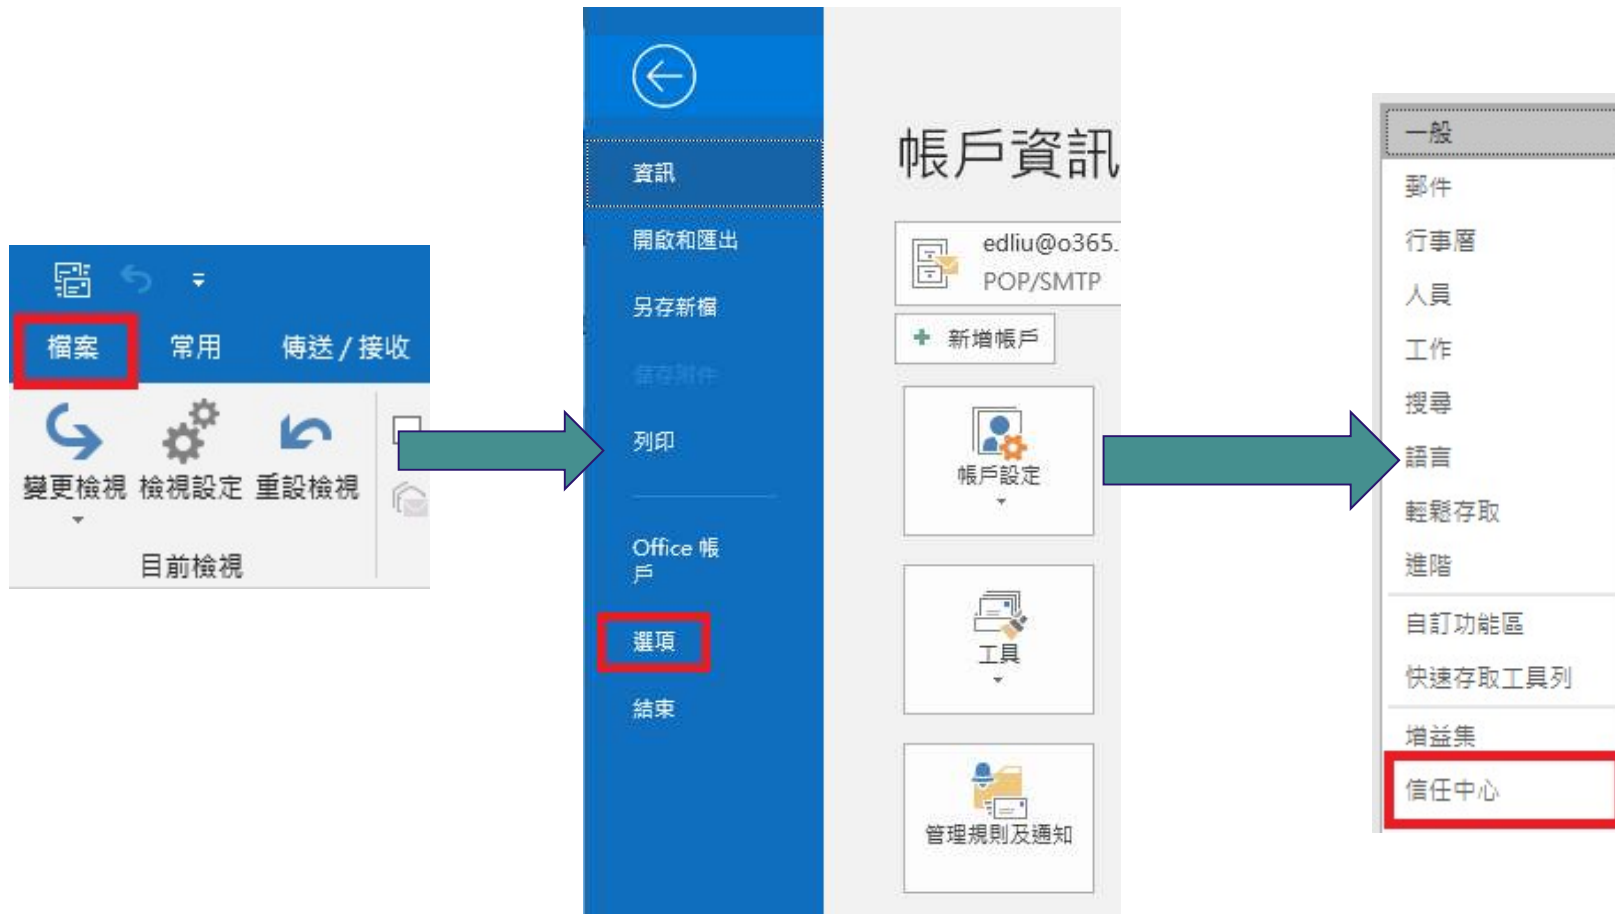 檔案 常用 傳送 / 接收
變更檢視 檢視設定 重設檢視
目前檢視
資訊
開啟和匯出
另存新檔
儲存附件
列印
Office 帳
戶
選項
結束
帳戶資訊
edliu@o365.
POP/SMTP
新增帳戶
帳戶設定
工具
管理規則及通知
一般
郵件
行事曆
人員
工作
搜尋
語言
輕鬆存取
進階
自訂功能區
快速存取工具列
增益集
信任中心